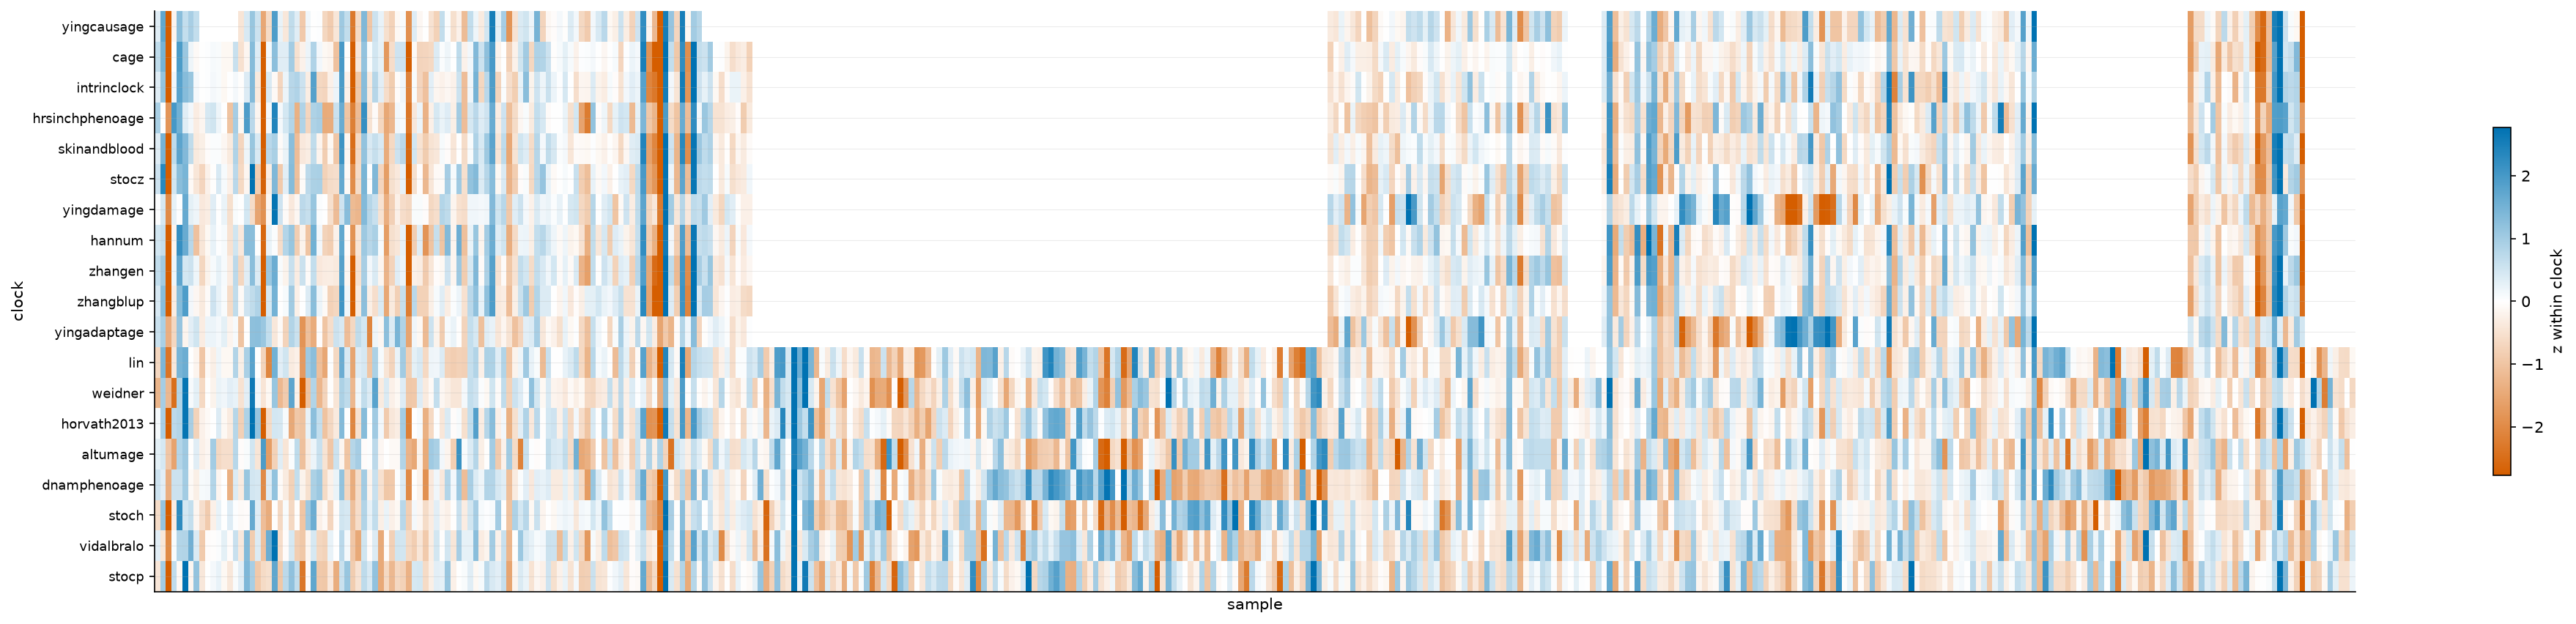 yingcausage
cage
intrinclock
hrsinchphenoage
skinandblood
stocz
yingdamage
hannum
zhangen
zhangblup
yingadaptage
lin
weidner
horvath2013
altumage
dnamphenoage
stoch
vidalbralo
stocp
clock
sample
2
1
0
−1
−2
z within clock